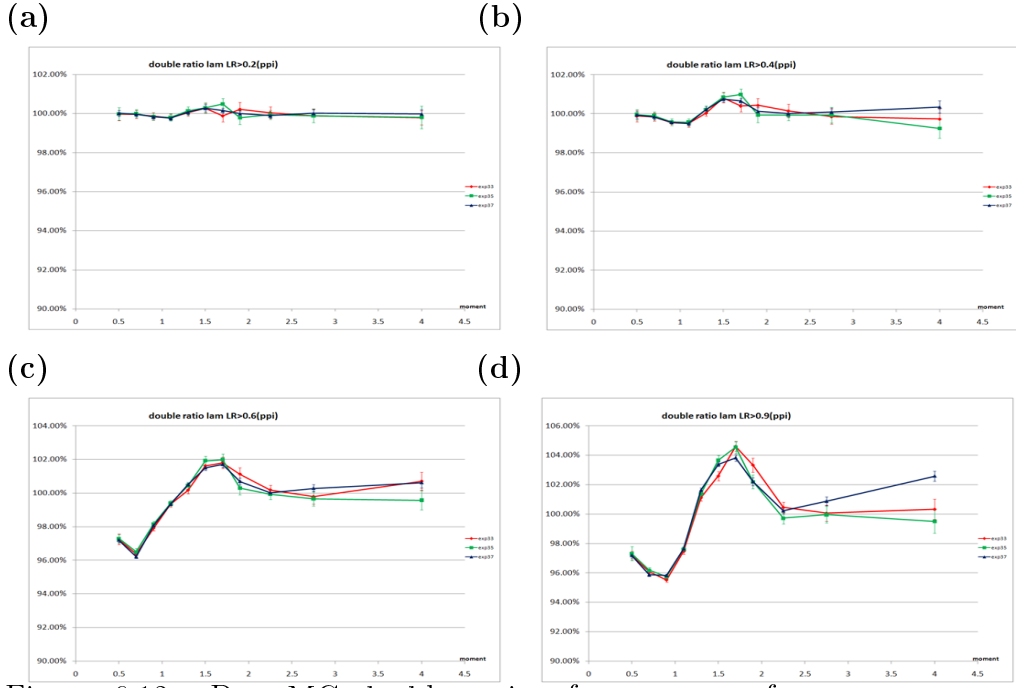 (a)
(b)
double ratio lam LR>0.2(ppi)
102.00%
100.00%
98.00%
96.00%
94.00%
92.00%
90.00%
0 0.5 1 1.5 2 2.5 3 3.5 4 4.5
moment
exp33
exp35
exp37
double ratio lam LR>0.4(ppi)
102.00%
100.00%
98.00%
96.00%
94.00%
92.00%
90.00%
0 0.5 1 1.5 2 2.5 3 3.5 4 4.5
moment
exp33
exp35
exp37
(c)
(d)
double ratio lam LR>0.6(ppi)
104.00%
102.00%
100.00%
98.00%
96.00%
94.00%
92.00%
90.00%
0 0.5 1 1.5 2 2.5 3 3.5 4 4.5
moment
exp33
exp35
exp37
double ratio lam LR>0.9(ppi)
106.00%
104.00%
102.00%
100.00%
98.00%
96.00%
94.00%
92.00%
90.00%
0 0.5 1 1.5 2 2.5 3 3.5 4 4.5
moment
exp33
exp35
exp37